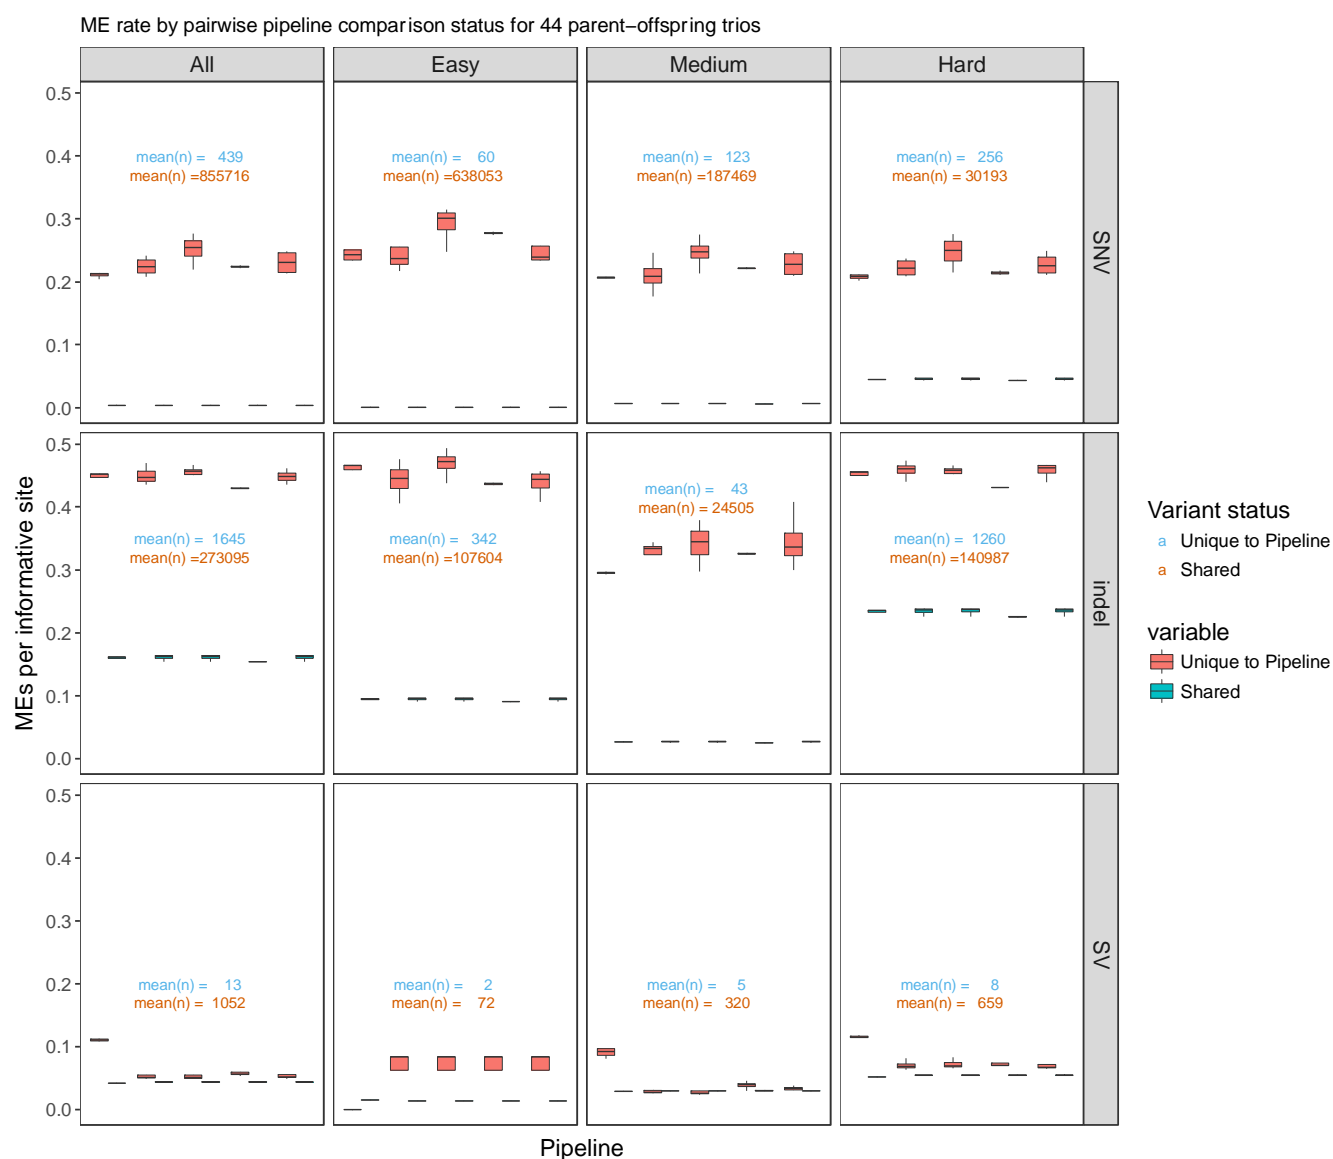 ME rate by pairwise pipeline comparison status for 44 parent−offspring trios
All Easy Medium Hard
SNV
0.5
0.4
0.3
0.2
0.1
0.0
mean(n) = 439
mean(n) =855716
mean(n) = 60
mean(n) =638053
mean(n) = 123
mean(n) =187469
mean(n) = 256
mean(n) = 30193
indel
0.5
0.4
0.3
0.2
0.1
0.0
mean(n) = 1645
mean(n) =273095
mean(n) = 342
mean(n) =107604
mean(n) = 43
mean(n) = 24505
mean(n) = 1260
mean(n) =140987
SV
0.5
0.4
0.3
0.2
0.1
0.0
mean(n) = 13
mean(n) = 1052
mean(n) = 2
mean(n) = 72
mean(n) = 5
mean(n) = 320
mean(n) = 8
mean(n) = 659
MEs per informative site
Pipeline
Variant status
a Unique to Pipeline
a Shared
variable
Unique to Pipeline
Shared